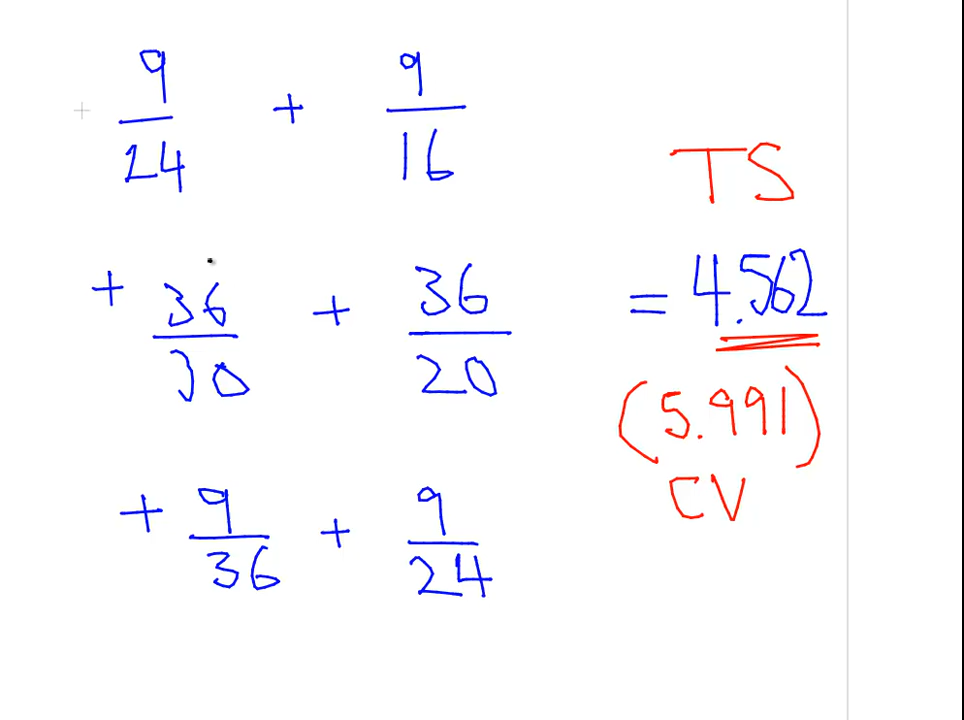 9/24 + 9/16
+ 36/30 + 36/20
+ 9/36 + 9/24
TS
= 4.562
(5.991)
CV